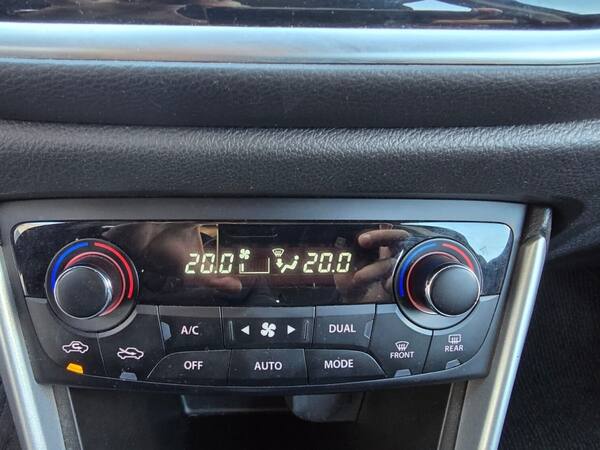 20.0 20.0
A/C DUAL
FRONT REAR
OFF AUTO MODE